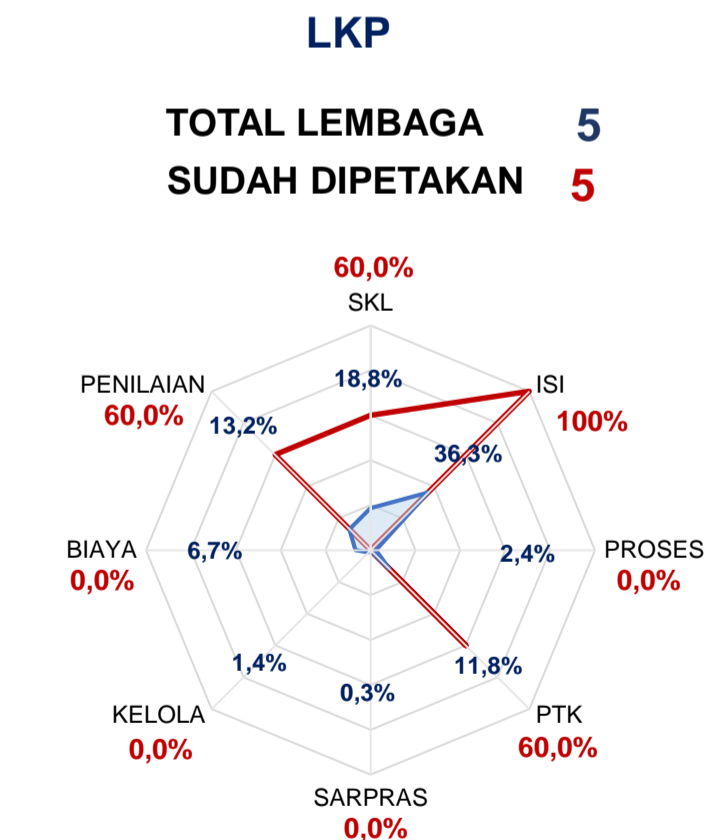 LKP
TOTAL LEMBAGA 5
SUDAH DIPETAKAN 5
60,0%
SKL
18,8%
PENILAIAN
60,0%
13,2%
ISI
100%
36,3%
BIAYA
0,0%
6,7%
2,4%
PROSES
0,0%
1,4%
0,3%
11,8%
KELOLA
0,0%
PTK
60,0%
SARPRAS
0,0%